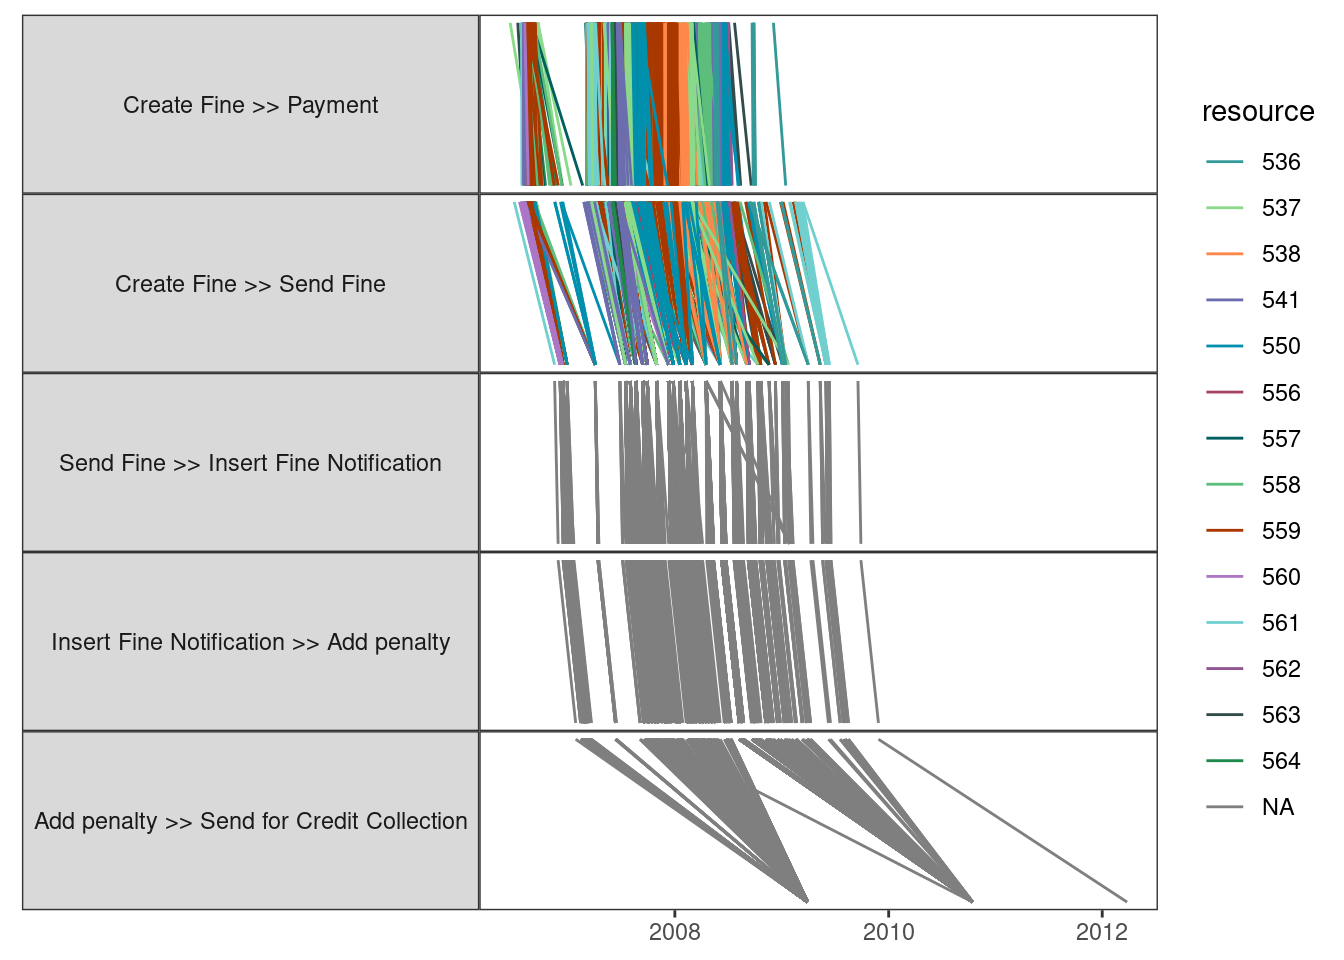 Create Fine >> Payment
Create Fine >> Send Fine
Send Fine >> Insert Fine Notification
Insert Fine Notification >> Add penalty
Add penalty >> Send for Credit Collection
2008
2010
2012
resource
536
537
538
541
550
556
557
558
559
560
561
562
563
564
NA